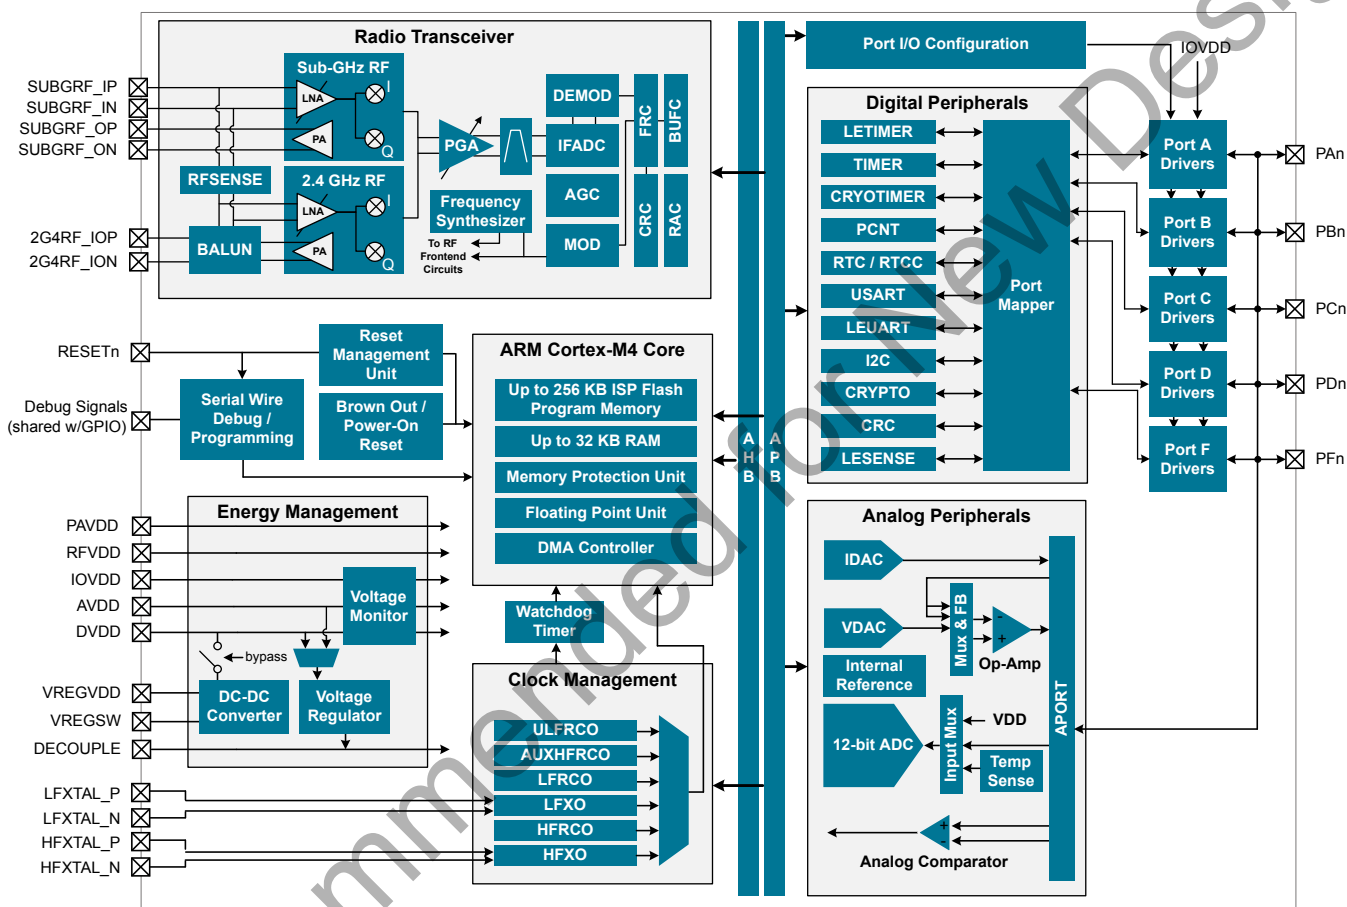 Radio Transceiver
SUBGRF_IP
SUBGRF_IN
SUBGRF_OP
SUBGRF_ON
2G4RF_IOP
2G4RF_ION
Sub-GHz RF
LNA
I
PA
Q
RFSENSE
2.4 GHz RF
LNA
I
PA
Q
BALUN
PGA
Frequency
Synthesizer
To RF
Frontend
Circuits
DEMOD
IFADC
AGC
MOD
FRC
BUFC
CRC
RAC
RESETn
Debug Signals
(shared w/GPIO)
Reset
Management
Unit
Serial Wire
Debug /
Programming
Brown Out /
Power-On
Reset
ARM Cortex-M4 Core
Up to 256 KB ISP Flash
Program Memory
Up to 32 KB RAM
Memory Protection Unit
Floating Point Unit
DMA Controller
Watchdog
Timer
Energy Management
PAVDD
RFVDD
IOVDD
AVDD
DVDD
VREGVDD
VREGSW
DECOUPLE
Voltage
Monitor
bypass
DC-DC
Converter
Voltage
Regulator
LFXTAL_P
LFXTAL_N
HFXTAL_P
HFXTAL_N
Clock Management
ULFRCO
AUXHFRCO
LFRCO
LFXO
HFRCO
HFXO
AHB
APB
Port I/O Configuration
IOVDD
Digital Peripherals
LETIMER
TIMER
CRYOTIMER
PCNT
RTC / RTCC
USART
LEUART
I2C
CRYPTO
CRC
LESENSE
Port
Mapper
Port A
Drivers
Port B
Drivers
Port C
Drivers
Port D
Drivers
Port F
Drivers
PAn
PBn
PCn
PDn
PFn
Analog Peripherals
IDAC
VDAC
Mux & FB
-
+
Op-Amp
Internal
Reference
12-bit ADC
Input Mux
VDD
Temp
Sense
APORT
+
-
Analog Comparator
mmended for New Desi